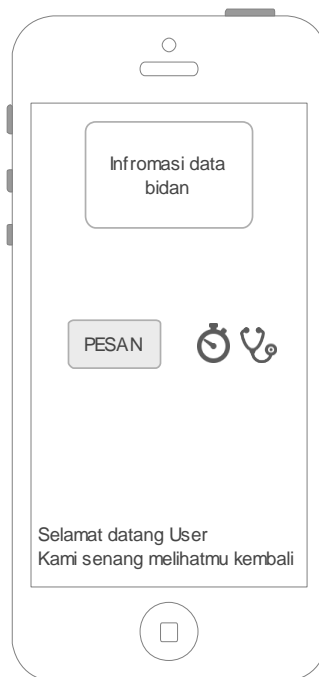 Infromasi data
bidan
PESAN
Selamat datang User
Kami senang melihatmu kembali